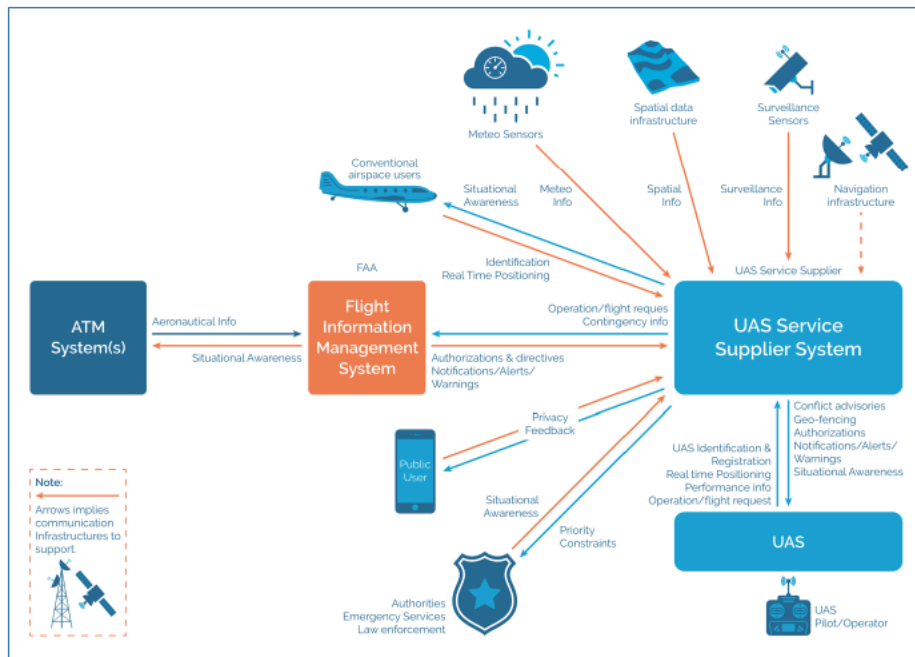 Meteo Sensors
Spatial data
infrastructure
Surveillance
Sensors
Navigation
infrastructure
Conventional
airspace users
Situational
Awareness
Meteo
Info
Spatial
Info
Surveillance
Info
Identification
Real Time Positioning
UAS Service Supplier
FAA
ATM
System(s)
Aeronautical Info
Situational Awareness
Flight
Information
Management
System
Operation/flight reques
Contingency info
Authorizations & directives
Notifications/Alerts/
Warnings
UAS Service
Supplier System
Privacy
Feedback
Public
User
Situational
Awareness
Priority
Constraints
Authorities
Emergency Services
Law enforcement
UAS Identification &
Registration
Real time Positioning
Performance info
Operation/flight request
Conflict advisories
Geo-fencing
Authorizations
Notifications/Alerts/
Warnings
Situational Awareness
UAS
UAS
Pilot/Operator
Note:
Arrows implies
communication
Infrastructures to
support.